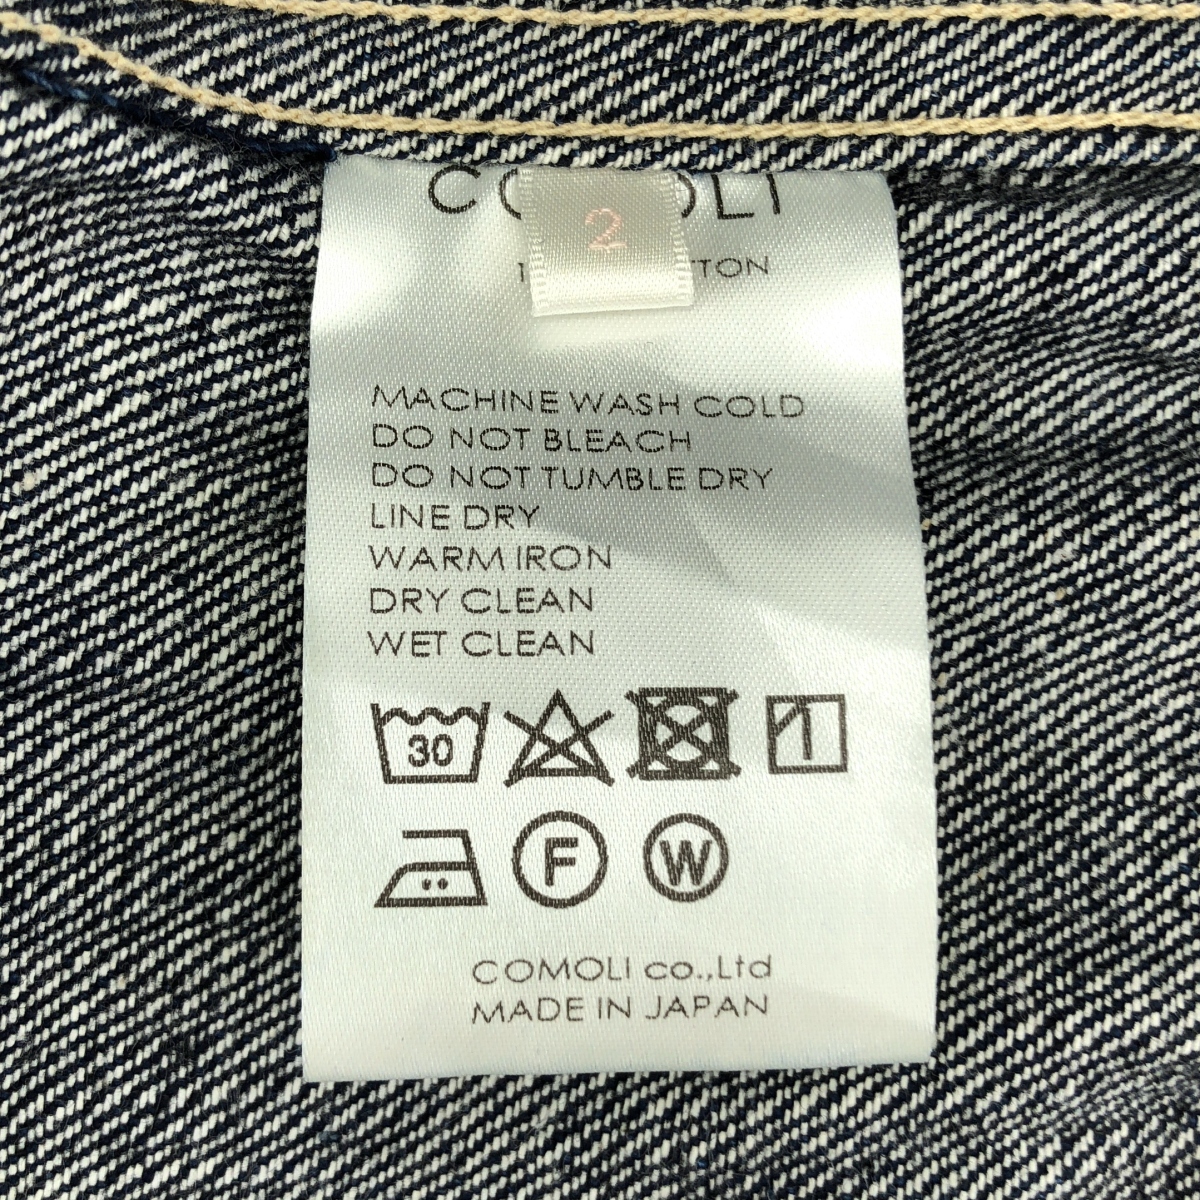 2
MACHINE WASH COLD
DO NOT BLEACH
DO NOT TUMBLE DRY
LINE DRY
WARM IRON
DRY CLEAN
WET CLEAN
30
F W
COMOLI co.,Ltd
MADE IN JAPAN